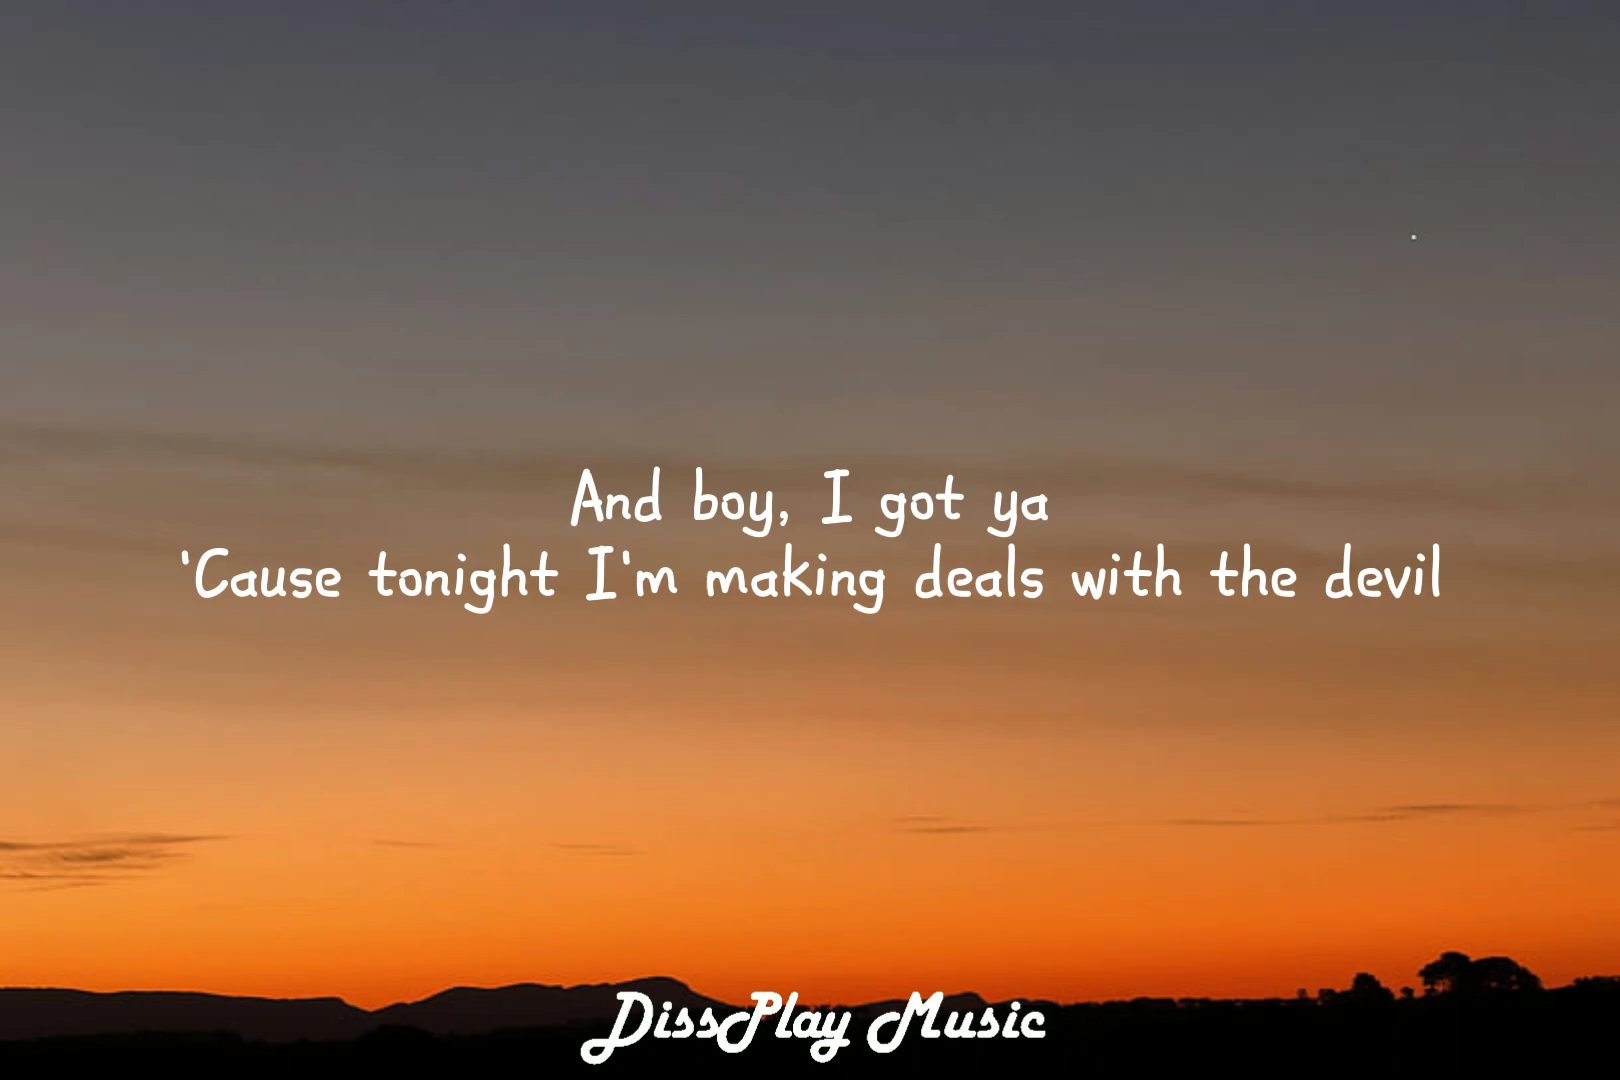 And boy, I got ya
'Cause tonight I'm making deals with the devil
DissPlay Music